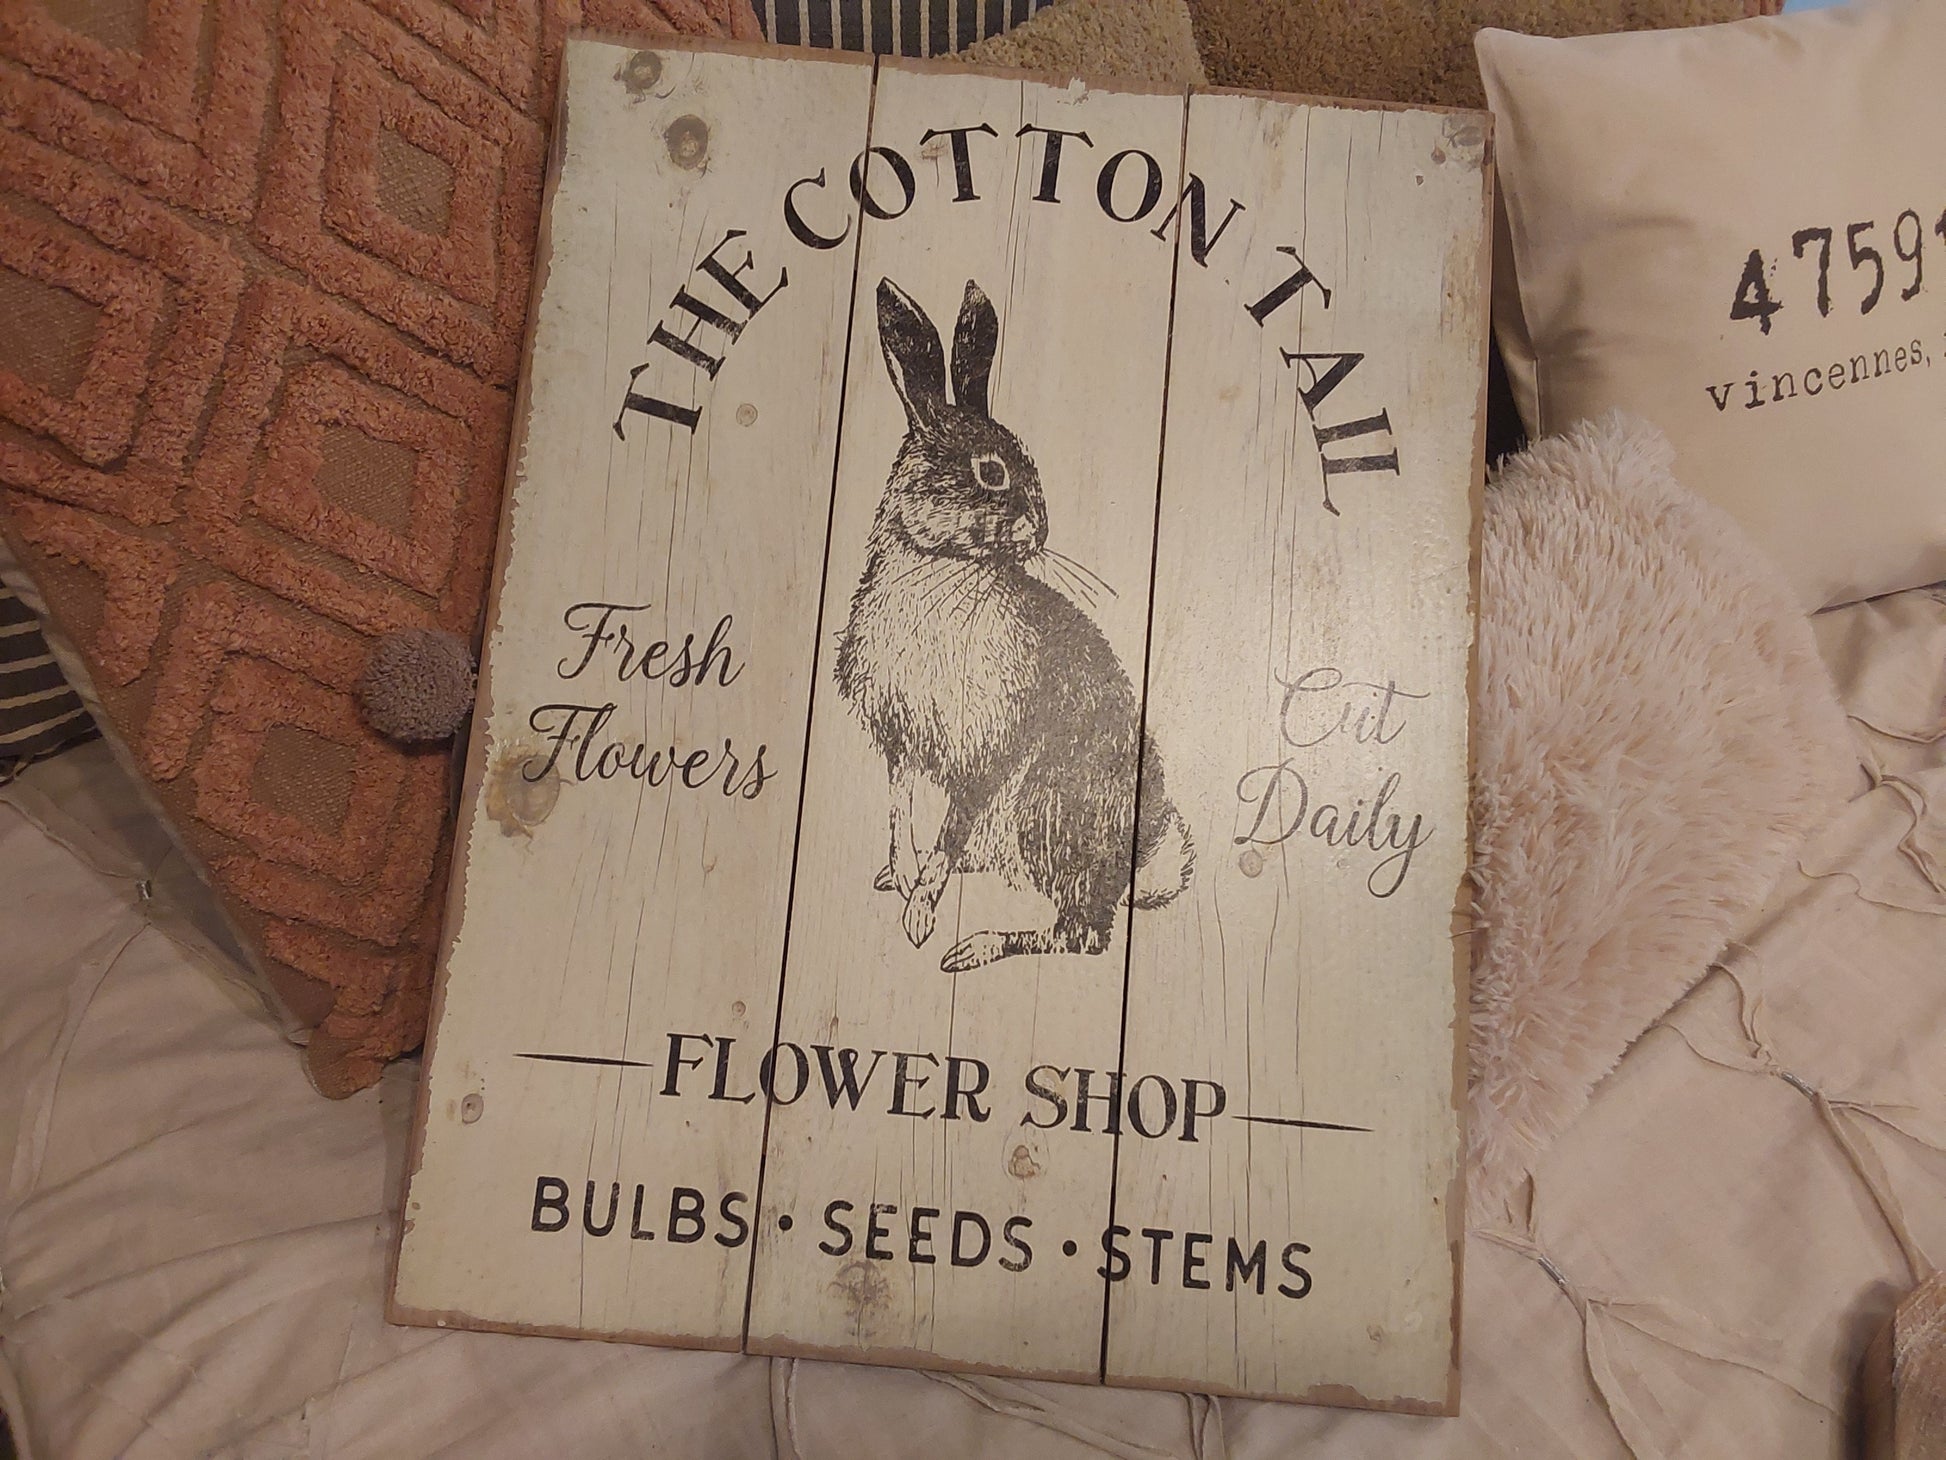 THE COTTON TAIL
Fresh
Flowers
Cut
Daily
FLOWER SHOP
BULBS • SEEDS • STEMS
4759
vincennes,